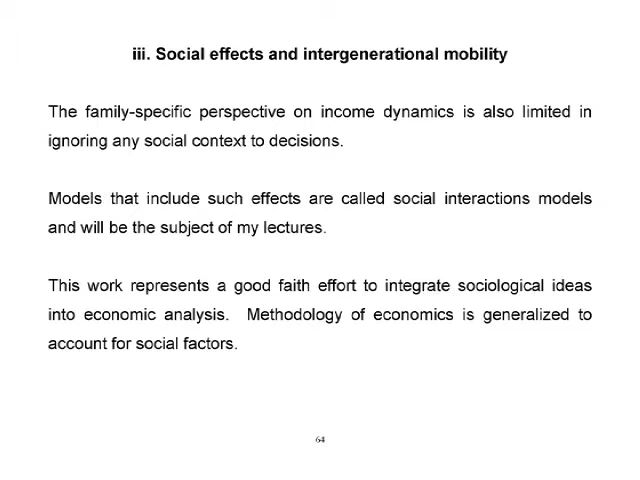 iii. Social effects and intergenerational mobility
The family-specific perspective on income dynamics is also limited in
ignoring any social context to decisions.
Models that include such effects are called social interactions models
and will be the subject of my lectures.
This work represents a good faith effort to integrate sociological ideas
into economic analysis.  Methodology of economics is generalized to
account for social factors.
64